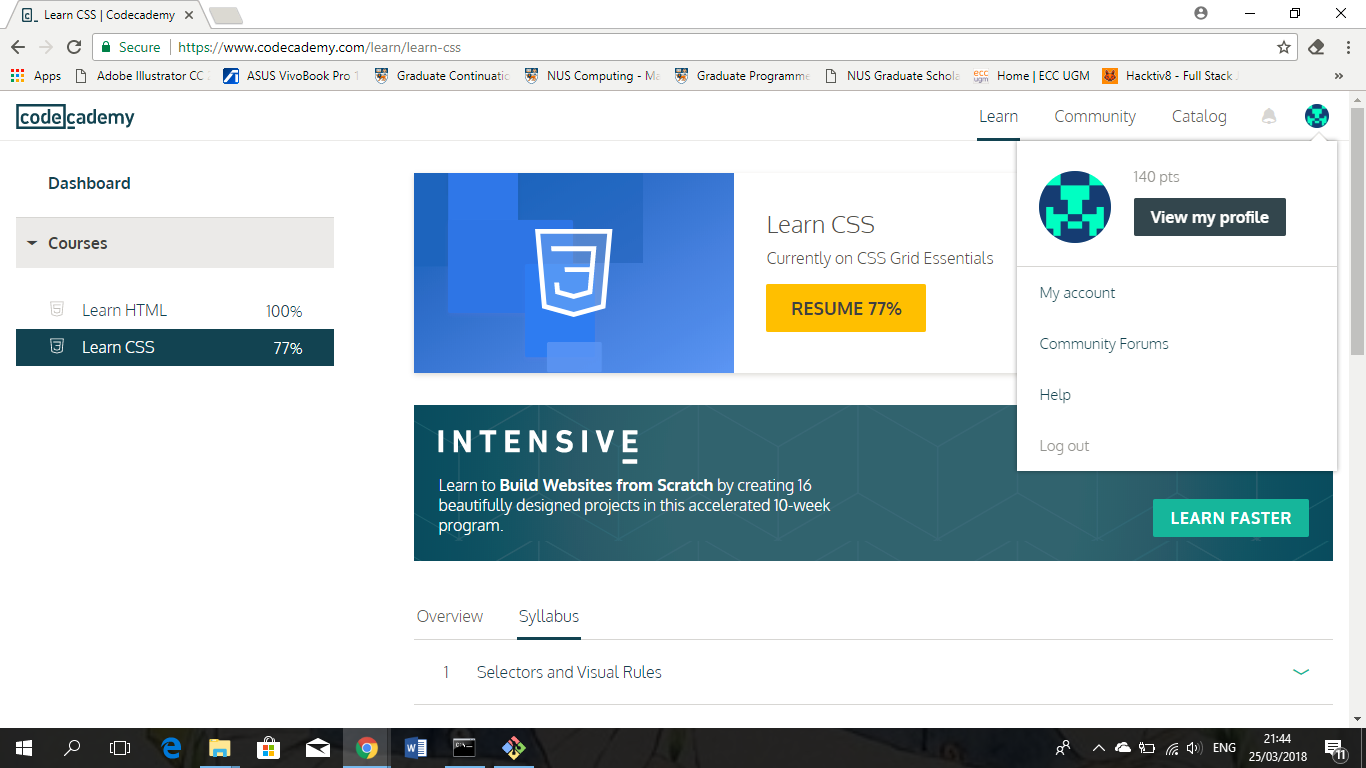 Learn CSS | Codecademy
Secure
https://www.codecademy.com/learn/learn-css
Apps
Adobe Illustrator CC
ASUS VivoBook Pro 1
Graduate Continuatio
NUS Computing - Ma
Graduate Programme
NUS Graduate Schola
Home | ECC UGM
Hacktiv8 - Full Stack
»
codecademy
Learn
Community
Catalog
Dashboard
Courses
Learn HTML 100%
Learn CSS 77%
Learn CSS
Currently on CSS Grid Essentials
RESUME 77%
140 pts
View my profile
My account
Community Forums
Help
Log out
INTENSIVE
Learn to Build Websites from Scratch by creating 16
beautifully designed projects in this accelerated 10-week
program.
LEARN FASTER
Overview
Syllabus
1 Selectors and Visual Rules
ENG
21:44
25/03/2018
11